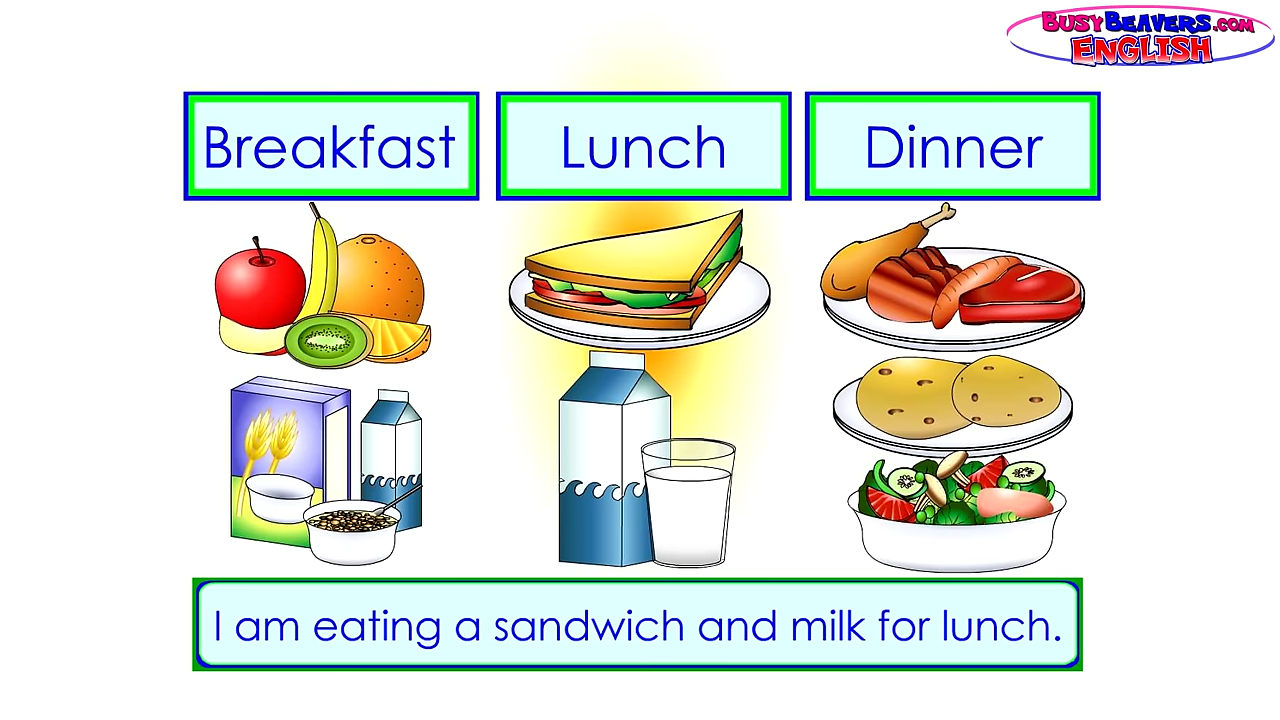 BusyBeavers.com
English
Breakfast
Lunch
Dinner
I am eating a sandwich and milk for lunch.